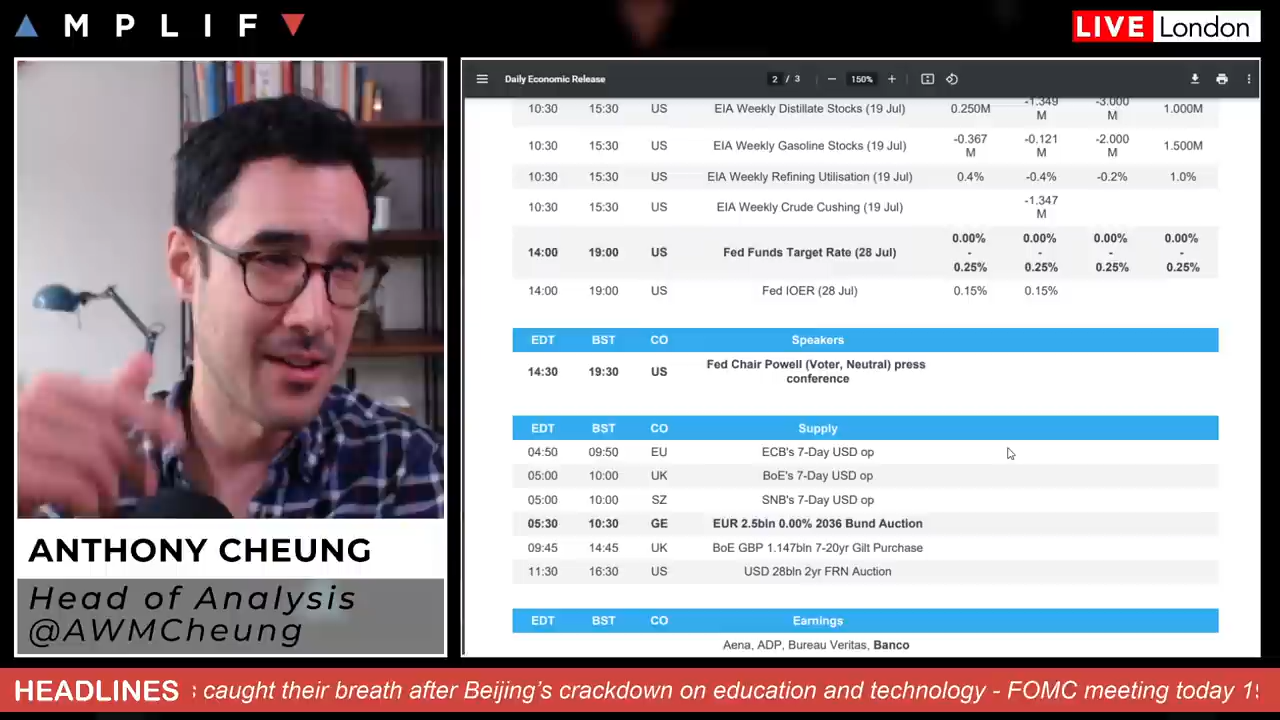 MPLIF
LIVE London
Daily Economic Release
2 / 3
150%
10:30 15:30 US EIA Weekly Distillate Stocks (19 Jul) 0.250M -1.349 M -3.000 M 1.000M
10:30 15:30 US EIA Weekly Gasoline Stocks (19 Jul) -0.367 M -0.121 M -2.000 M 1.500M
10:30 15:30 US EIA Weekly Refining Utilisation (19 Jul) 0.4% -0.4% -0.2% 1.0%
10:30 15:30 US EIA Weekly Crude Cushing (19 Jul) -1.347 M
14:00 19:00 US Fed Funds Target Rate (28 Jul) 0.00% - 0.25% 0.00% - 0.25% 0.00% - 0.25% 0.00% - 0.25%
14:00 19:00 US Fed IOER (28 Jul) 0.15% 0.15%
EDT BST CO Speakers
14:30 19:30 US Fed Chair Powell (Voter, Neutral) press
conference
EDT BST CO Supply
04:50 09:50 EU ECB's 7-Day USD op
05:00 10:00 UK BoE's 7-Day USD op
05:00 10:00 SZ SNB's 7-Day USD op
05:30 10:30 GE EUR 2.5bln 0.00% 2036 Bund Auction
09:45 14:45 UK BoE GBP 1.147bln 7-20yr Gilt Purchase
11:30 16:30 US USD 28bln 2yr FRN Auction
EDT BST CO Earnings
Aena, ADP, Bureau Veritas, Banco
ANTHONY CHEUNG
Head of Analysis
@AWMCheung
HEADLINES s caught their breath after Beijing's crackdown on education and technology - FOMC meeting today 19